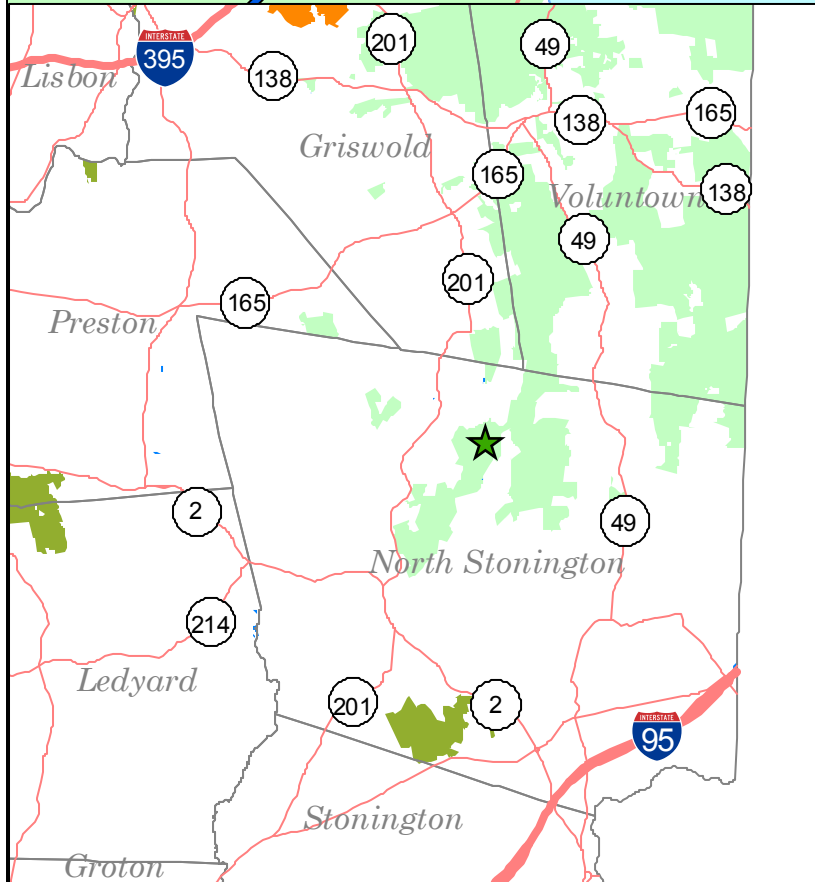 201
49
INTERSTATE
395
Lisbon
138
165
138
Griswold
165
Voluntown
138
49
201
165
Preston
2
49
North Stonington
214
Ledyard
201
2
INTERSTATE
95
Stonington
Groton